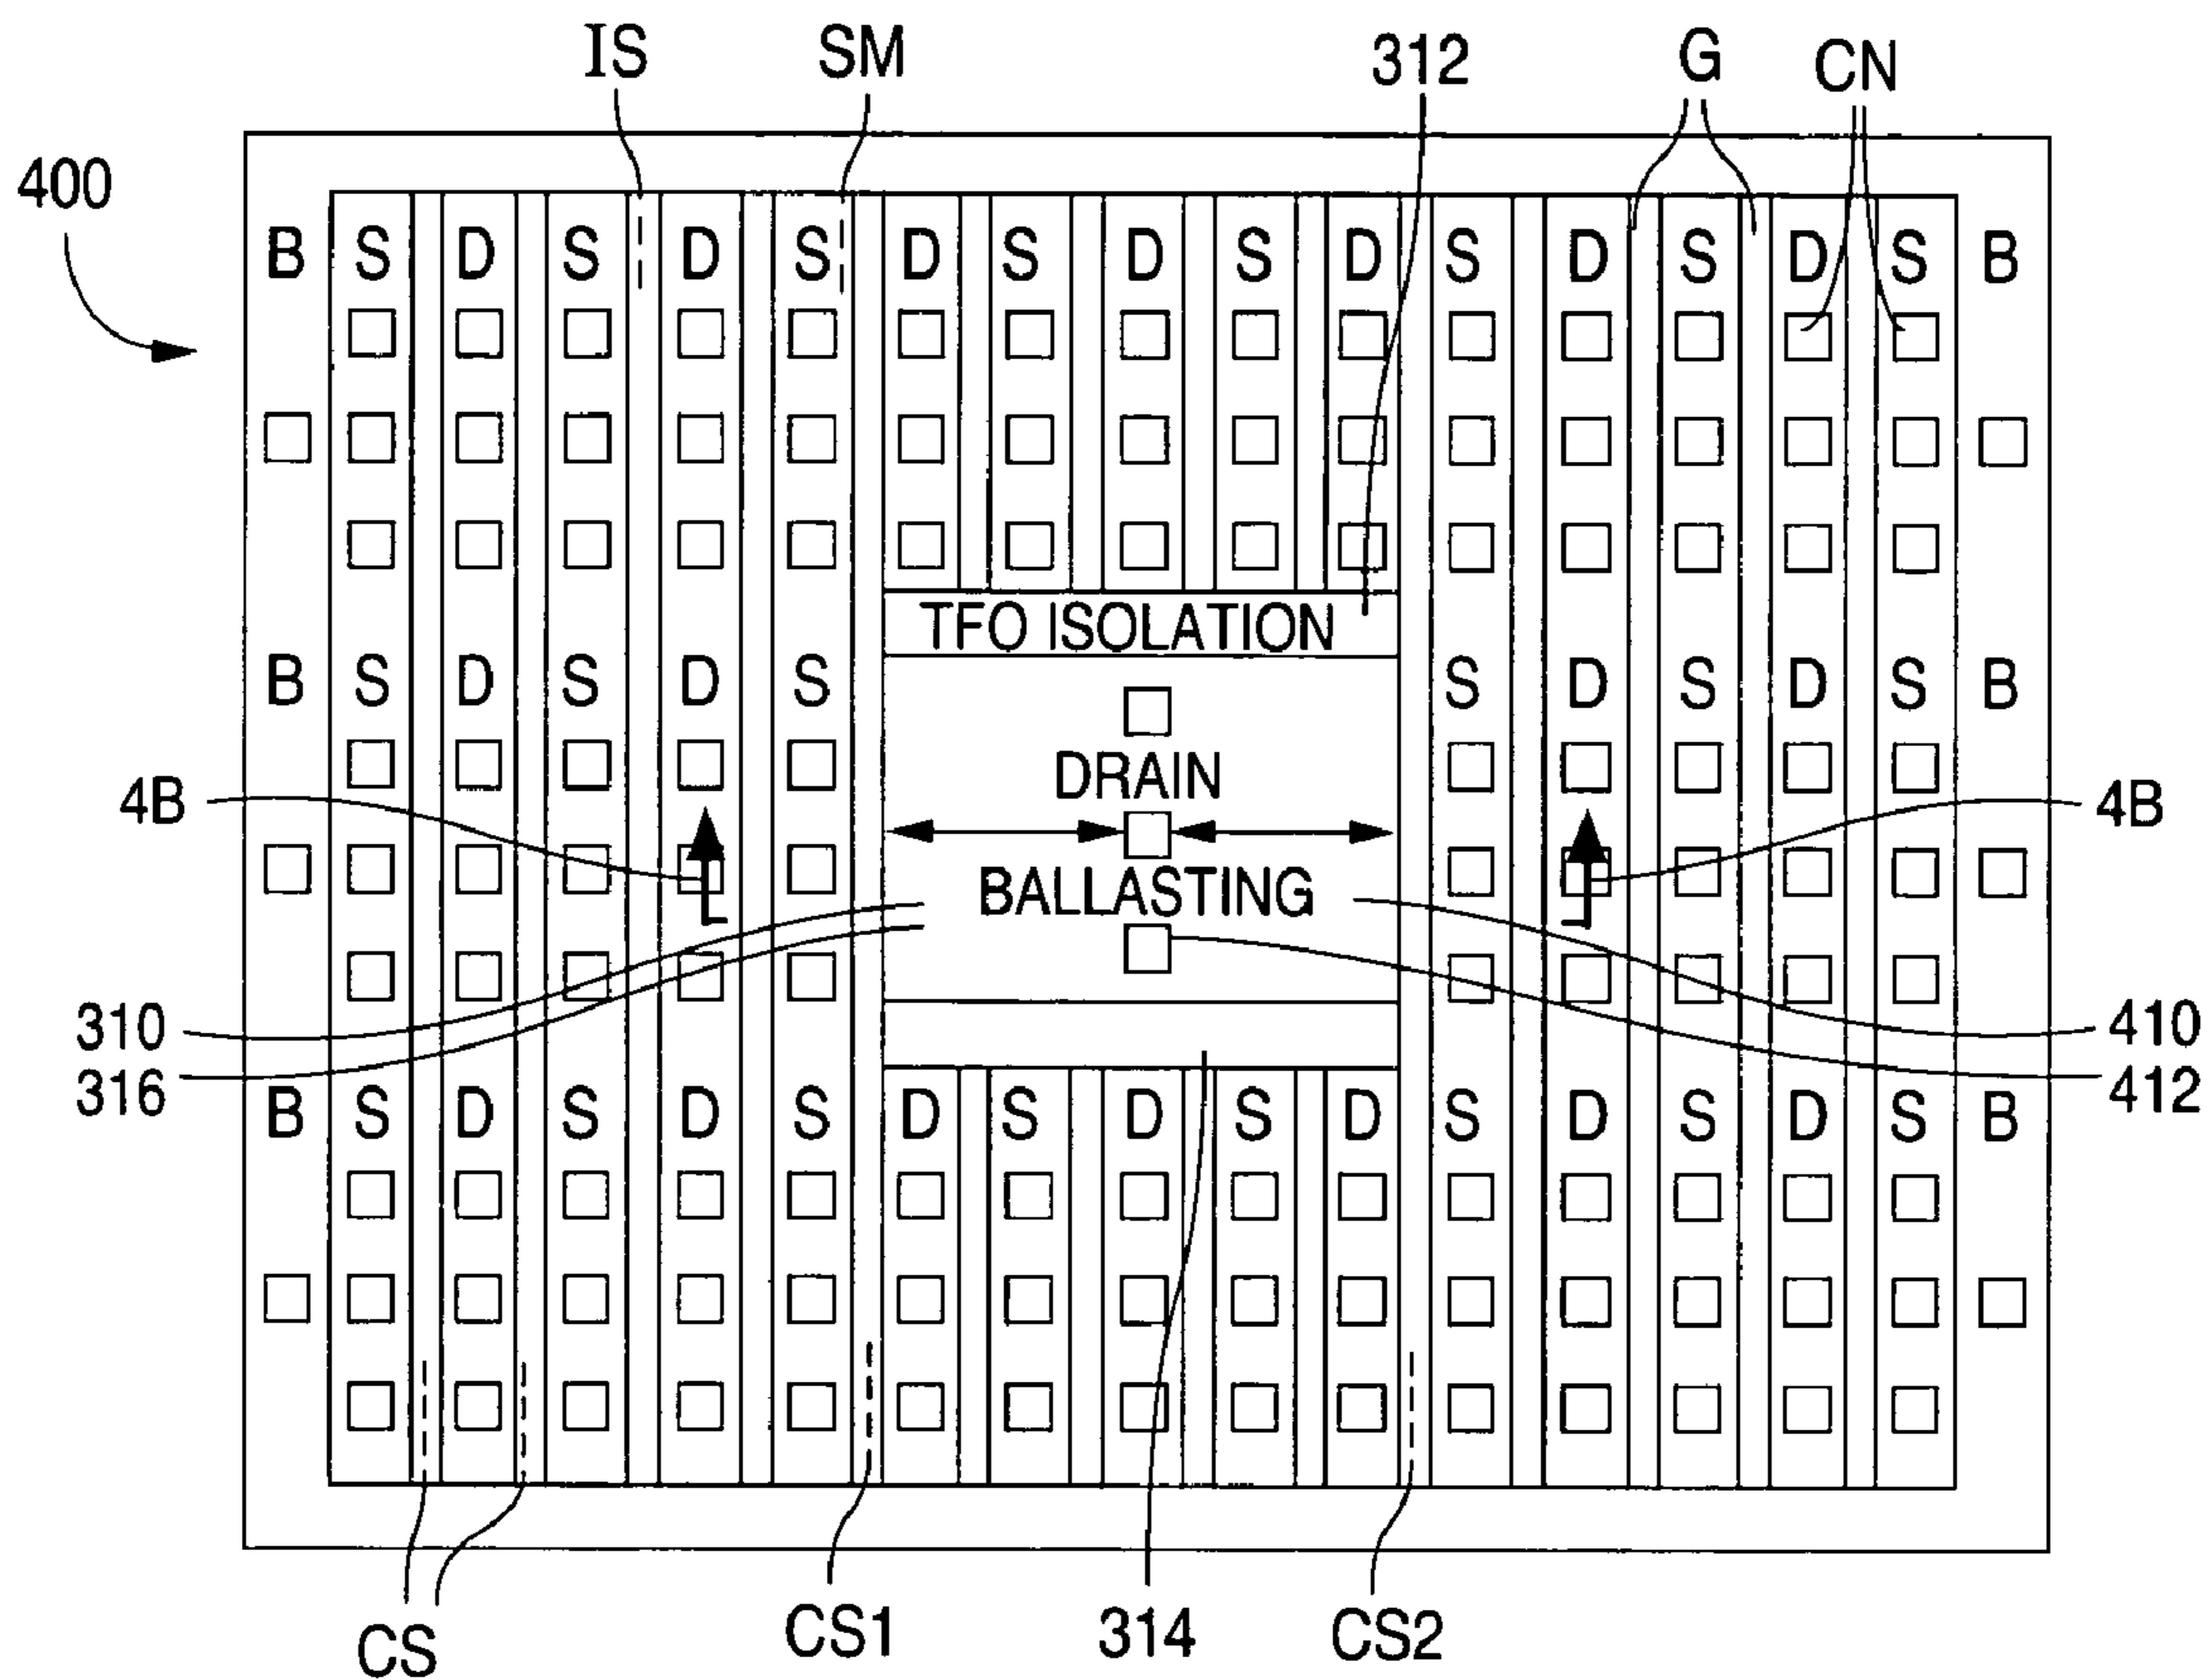 IS SM 312 G CN
400
B S D S D S D S D S D S D S D S B
TFO ISOLATION
B S D S D S S D S D S B
DRAIN
4B 4B
BALLASTING
310 410
316 412
B S D S D S D S D S D S D S D S B
CS CS1 314 CS2